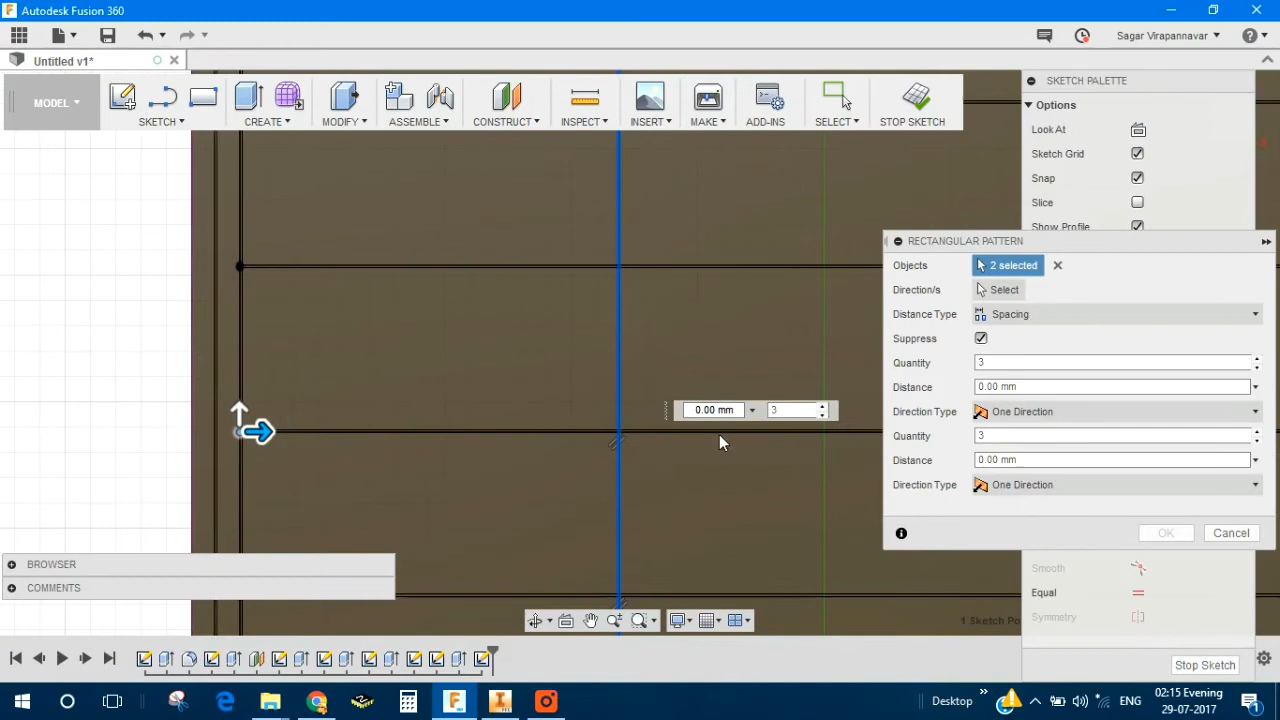 Autodesk Fusion 360
Sagar Virapannavar
Untitled v1*
MODEL
SKETCH
CREATE
MODIFY
ASSEMBLE
CONSTRUCT
INSPECT
INSERT
MAKE
ADD-INS
SELECT
STOP SKETCH
SKETCH PALETTE
Options
Look At
Sketch Grid
Snap
Slice
Show Profile
RECTANGULAR PATTERN
Objects 2 selected
Direction/s Select
Distance Type Spacing
Suppress
Quantity 3
Distance 0.00 mm
Direction Type One Direction
Quantity 3
Distance 0.00 mm
Direction Type One Direction
OK Cancel
0.00 mm 3
BROWSER
COMMENTS
Smooth
Equal
Symmetry
1 Sketch Po
Stop Sketch
Desktop
ENG
02:15 Evening
29-07-2017
1